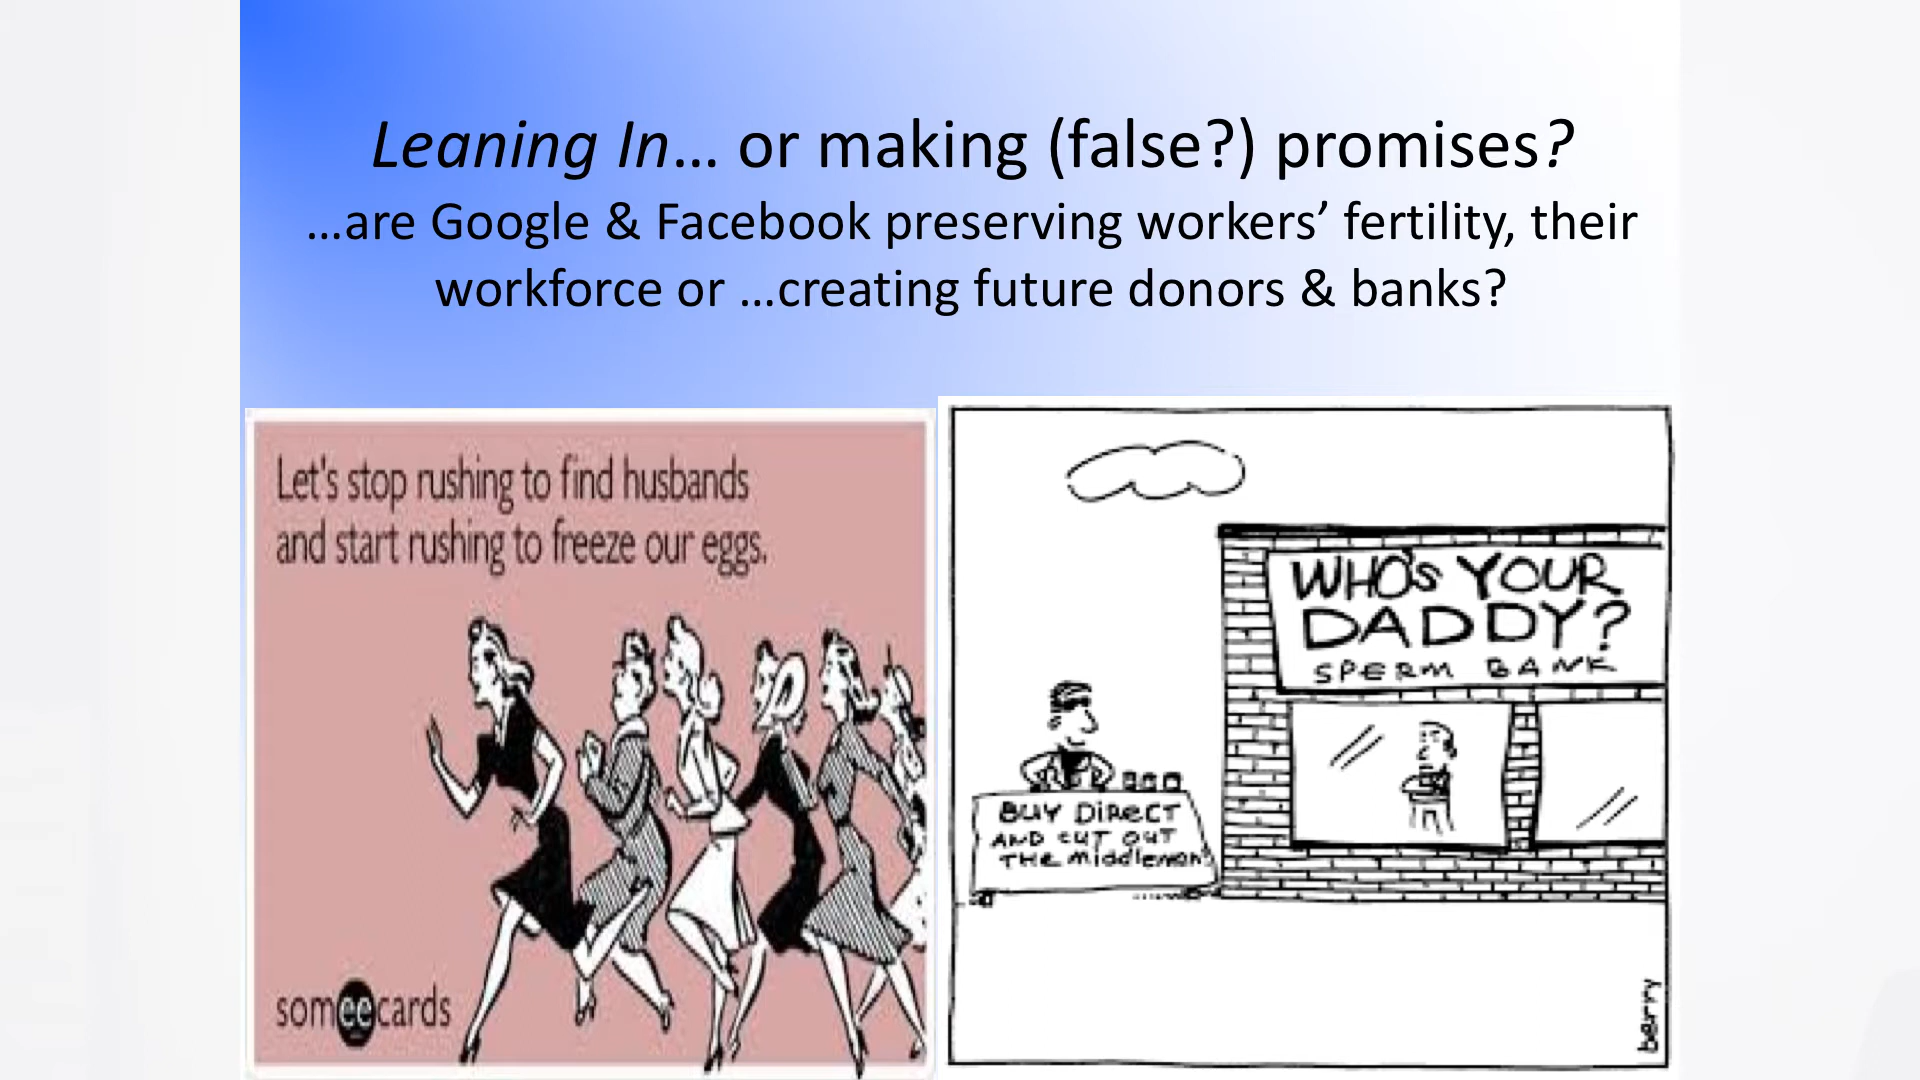 Leaning In… or making (false?) promises?
…are Google & Facebook preserving workers’ fertility, their
workforce or …creating future donors & banks?
Let's stop rushing to find husbands
and start rushing to freeze our eggs.
someecards
WHO'S YOUR
DADDY?
SPERM BANK
BUY DIRECT
AND CUT OUT
THE MIDDLEMAN!
berry